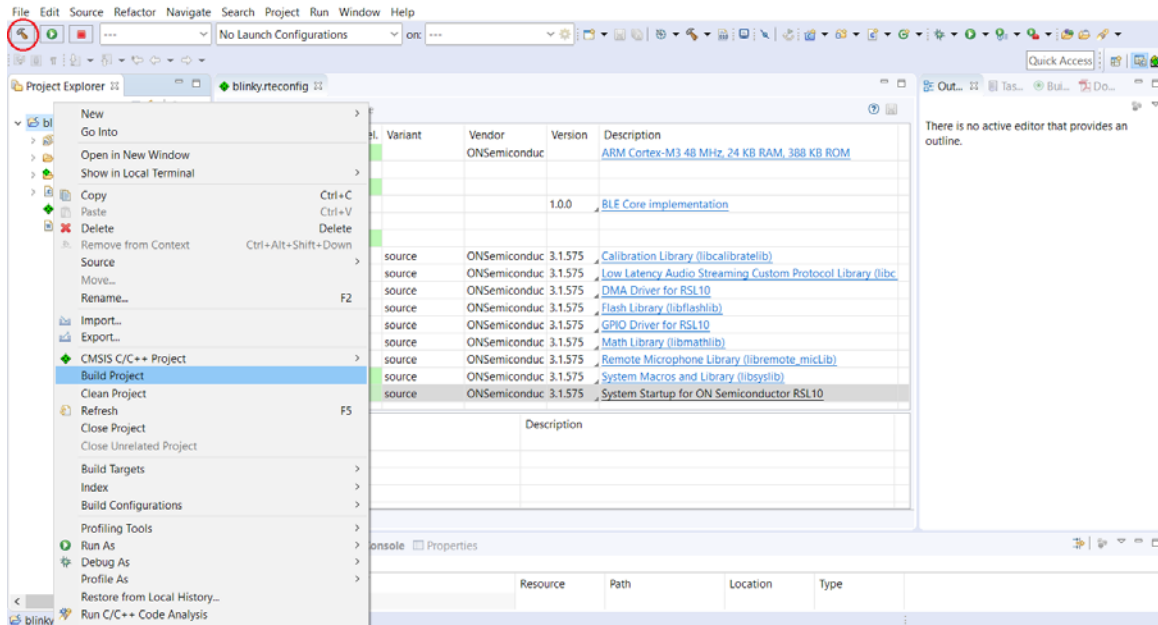 File Edit Source Refactor Navigate Search Project Run Window Help
--- No Launch Configurations on: ---
Quick Access
Project Explorer blinky.rteconfig Out... Tas... Bui... Do...
There is no active editor that provides an
outline.
bl
el. Variant Vendor Version Description
ONSemiconduc ARM Cortex-M3 48 MHz, 24 KB RAM, 388 KB ROM
1.0.0 BLE Core implementation
source ONSemiconduc 3.1.575 Calibration Library (libcalibratelib)
source ONSemiconduc 3.1.575 Low Latency Audio Streaming Custom Protocol Library (libc
source ONSemiconduc 3.1.575 DMA Driver for RSL10
source ONSemiconduc 3.1.575 Flash Library (libflashlib)
source ONSemiconduc 3.1.575 GPIO Driver for RSL10
source ONSemiconduc 3.1.575 Math Library (libmathlib)
source ONSemiconduc 3.1.575 Remote Microphone Library (libremote_micLib)
source ONSemiconduc 3.1.575 System Macros and Library (libsyslib)
source ONSemiconduc 3.1.575 System Startup for ON Semiconductor RSL10
Description
New
Go Into
Open in New Window
Show in Local Terminal
Copy Ctrl+C
Paste Ctrl+V
Delete Delete
Remove from Context Ctrl+Alt+Shift+Down
Source
Move...
Rename... F2
Import...
Export...
CMSIS C/C++ Project
Build Project
Clean Project
Refresh F5
Close Project
Close Unrelated Project
Build Targets
Index
Build Configurations
Profiling Tools
Run As
Debug As
Profile As
Restore from Local History...
Run C/C++ Code Analysis
onsole Properties
Resource Path Location Type
blinky